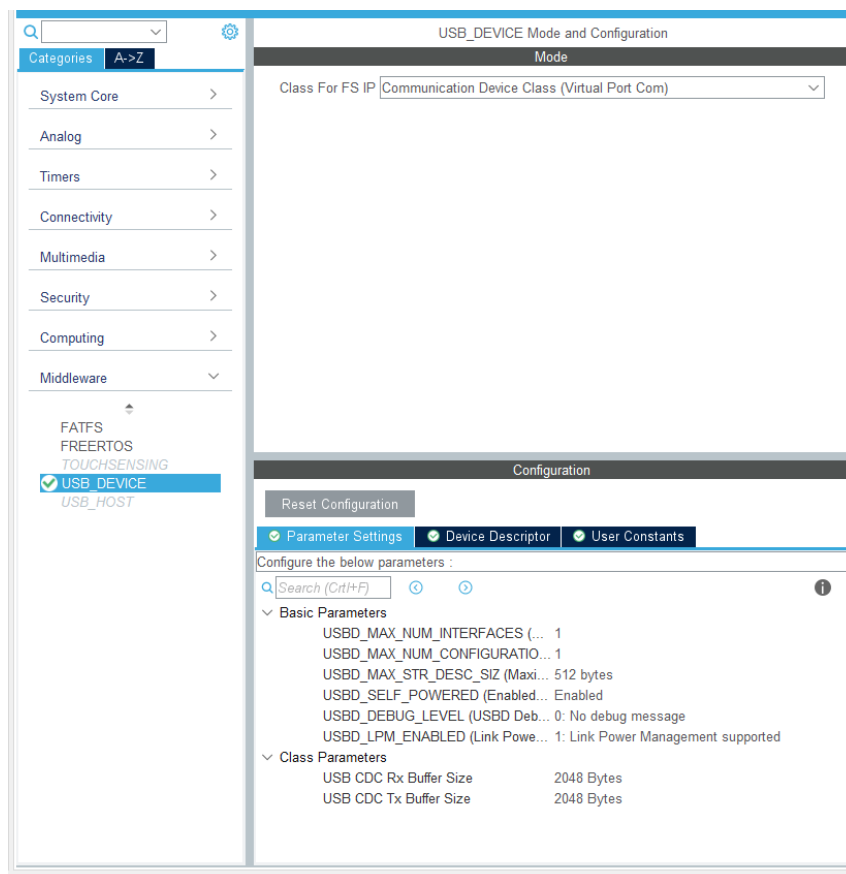 Categories A->Z
System Core
Analog
Timers
Connectivity
Multimedia
Security
Computing
Middleware
FATFS
FREERTOS
TOUCHSENSING
USB_DEVICE
USB_HOST
USB_DEVICE Mode and Configuration
Mode
Class For FS IP Communication Device Class (Virtual Port Com)
Configuration
Reset Configuration
Parameter Settings Device Descriptor User Constants
Configure the below parameters :
Search (Crtl+F)
Basic Parameters
USBD_MAX_NUM_INTERFACES (... 1
USBD_MAX_NUM_CONFIGURATIO... 1
USBD_MAX_STR_DESC_SIZ (Maxi... 512 bytes
USBD_SELF_POWERED (Enabled... Enabled
USBD_DEBUG_LEVEL (USBD Deb... 0: No debug message
USBD_LPM_ENABLED (Link Powe... 1: Link Power Management supported
Class Parameters
USB CDC Rx Buffer Size 2048 Bytes
USB CDC Tx Buffer Size 2048 Bytes